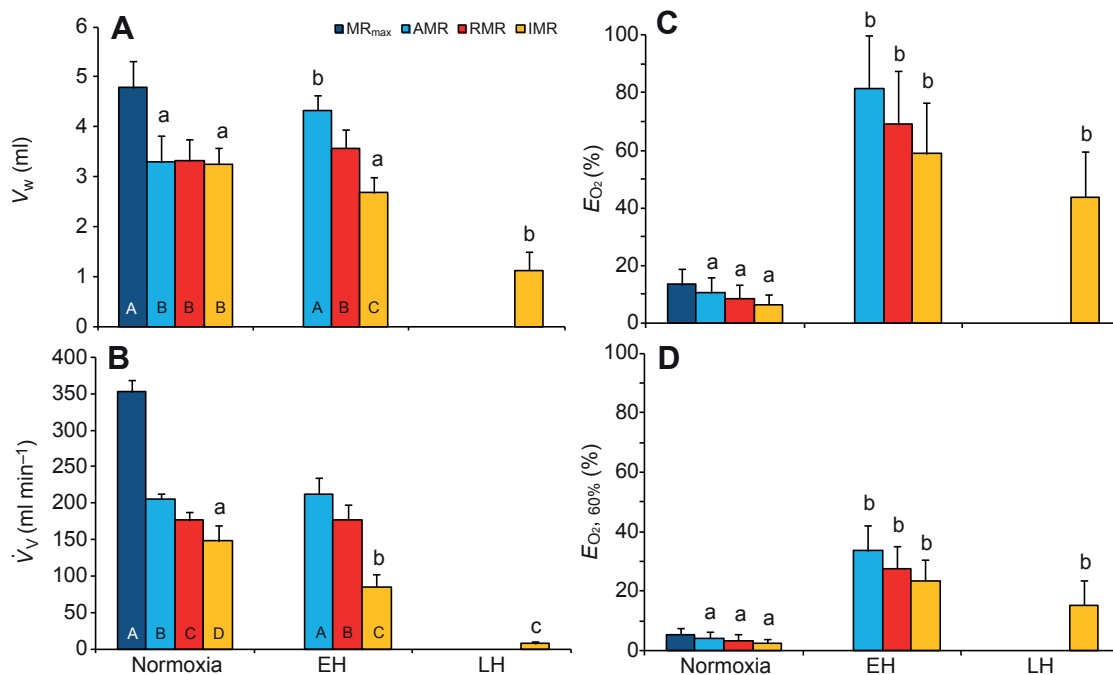 A
MRmax AMR RMR IMR
6
5
4
3
2
1
0
Vw (ml)
a a
b a
b
A B B B
A B C
B
400
350
300
250
200
150
100
50
0
V̇V (ml min–1)
a
b
c
A B C D
A B C
Normoxia EH LH
C
100
80
60
40
20
0
EO2 (%)
a a a
b b b
b
D
100
80
60
40
20
0
EO2, 60% (%)
a a a
b b b
b
Normoxia EH LH